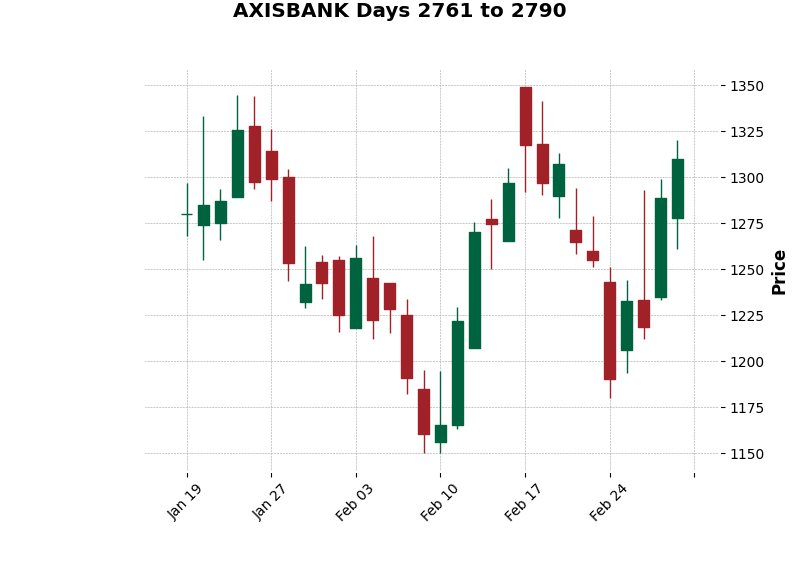 AXISBANK Days 2761 to 2790
1350
1325
1300
1275
1250
1225
1200
1175
1150
Price
Jan 19
Jan 27
Feb 03
Feb 10
Feb 17
Feb 24